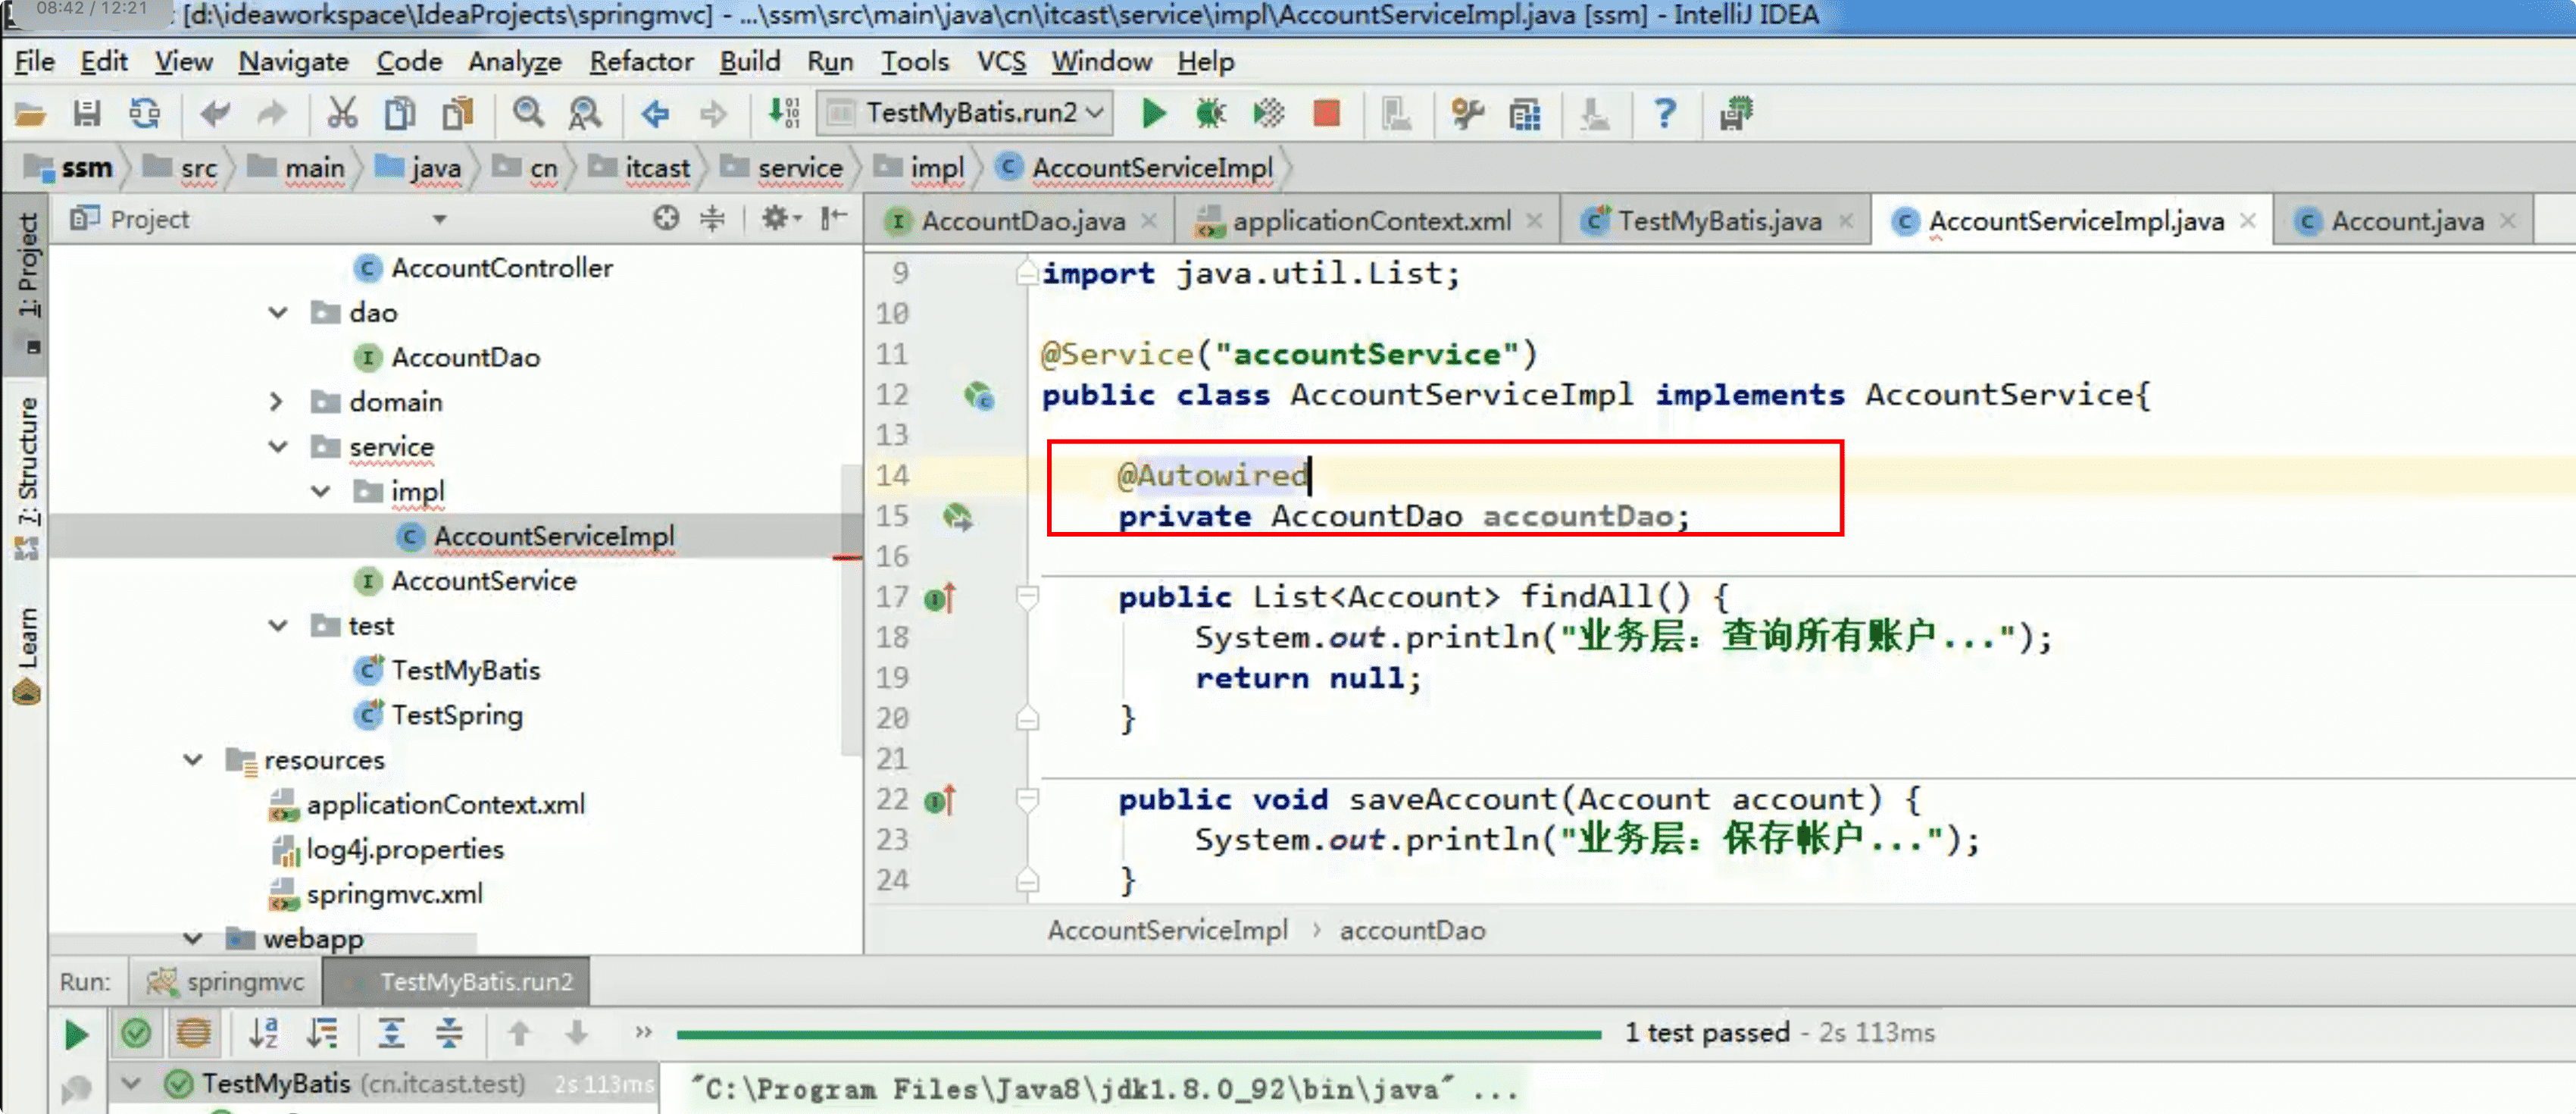 08:42 / 12:21
[d:\ideaworkspace\IdeaProjects\springmvc] - ...\ssm\src\main\java\cn\itcast\service\impl\AccountServiceImpl.java [ssm] - IntelliJ IDEA
File Edit View Navigate Code Analyze Refactor Build Run Tools VCS Window Help
TestMyBatis.run2
ssm src main java cn itcast service impl AccountServiceImpl
1: Project
7: Structure
Learn
Project
AccountController
dao
AccountDao
domain
service
impl
AccountServiceImpl
AccountService
test
TestMyBatis
TestSpring
resources
applicationContext.xml
log4j.properties
springmvc.xml
webapp
AccountDao.java applicationContext.xml TestMyBatis.java AccountServiceImpl.java Account.java
9 import java.util.List;
10
11 @Service("accountService")
12 public class AccountServiceImpl implements AccountService{
13
14 @Autowired
15 private AccountDao accountDao;
16
17 public List<Account> findAll() {
18 System.out.println("业务层：查询所有账户...");
19 return null;
20 }
21
22 public void saveAccount(Account account) {
23 System.out.println("业务层：保存帐户...");
24 }
AccountServiceImpl › accountDao
Run: springmvc TestMyBatis.run2
1 test passed - 2s 113ms
TestMyBatis (cn.itcast.test) 2s 113ms
"C:\Program Files\Java8\jdk1.8.0_92\bin\java" ...